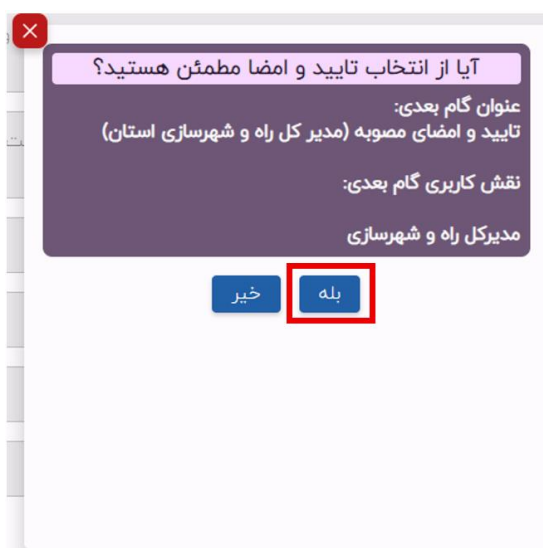 آیا از انتخاب تایید و امضا مطمئن هستید؟
عنوان گام بعدی:
تایید و امضای مصوبه (مدیر کل راه و شهرسازی استان)
نقش کاربری گام بعدی:
مدیرکل راه و شهرسازی
بله
خیر